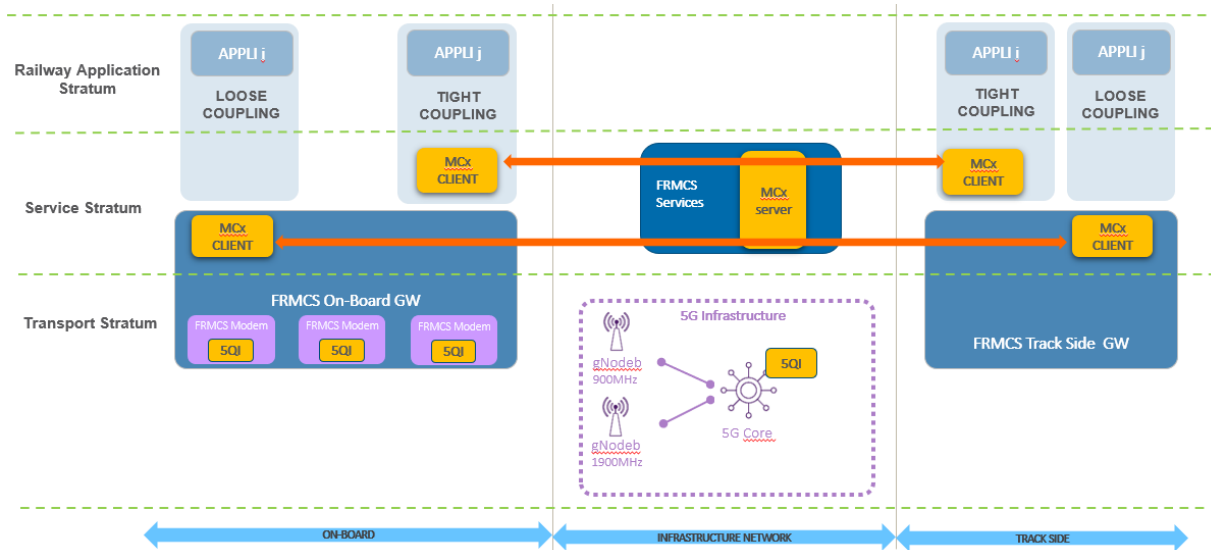 Railway Application
Stratum
Service Stratum
Transport Stratum
APPLI i
LOOSE
COUPLING
APPLI j
TIGHT
COUPLING
MCx
CLIENT
MCx
CLIENT
FRMCS On-Board GW
FRMCS Modem
5QI
FRMCS Modem
5QI
FRMCS Modem
5QI
FRMCS
Services
MCx
server
5G Infrastructure
gNodeb
900MHz
gNodeb
1900MHz
5QI
5G Core
APPLI i
TIGHT
COUPLING
APPLI j
LOOSE
COUPLING
MCx
CLIENT
MCx
CLIENT
FRMCS Track Side GW
ON-BOARD
INFRASTRUCTURE NETWORK
TRACK SIDE